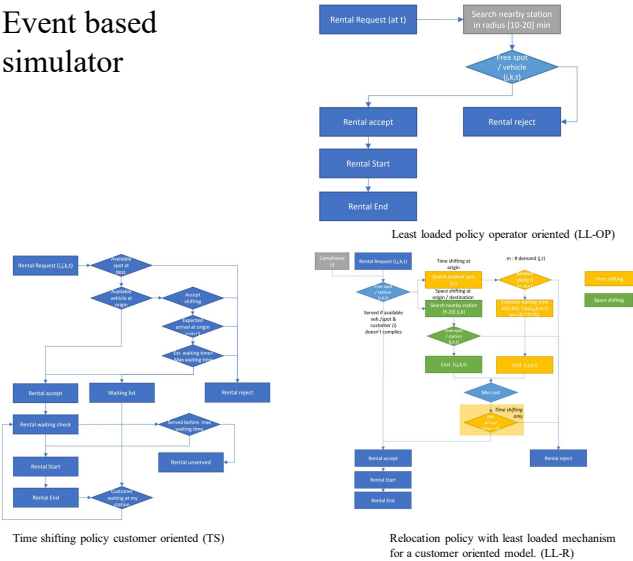 Event based
simulator
Rental Request (at t)
Search nearby station
in radius [10-20] min
Free spot
/ vehicle
(j,k,t)
Rental accept
Rental reject
Rental Start
Rental End
Least loaded policy operator oriented (LL-OP)
Rental Request (i,j,k,t)
Available
spot at
dest
Available
vehicle at
origin
Accept
shifting
Expected
arrival at origin
Est. waiting time<
Max waiting time
Rental accept
Waiting list
Rental reject
Rental waiting check
Served before max
waiting time
Rental Start
Rental unserved
Rental End
Customer
waiting at my
station
Time shifting policy customer oriented (TS)
Compliance
(i)
Rental Request (i,j,k,t)
Time shifting at
origin
m : # demand (j,t)
Time shifting
Space shifting
Free spot
/ station
(j,k,t)
Space shifting at
origin / destination
Search nearby station
Served if available
veh./spot &
customer (i)
doesn't complies
Free spot
/ station
Cost (i,j,k,t)
Cost (i,j,k,t)
Min cost
Time shifting
only
Rental accept
Rental reject
Rental Start
Rental End
Relocation policy with least loaded mechanism
for a customer oriented model. (LL-R)